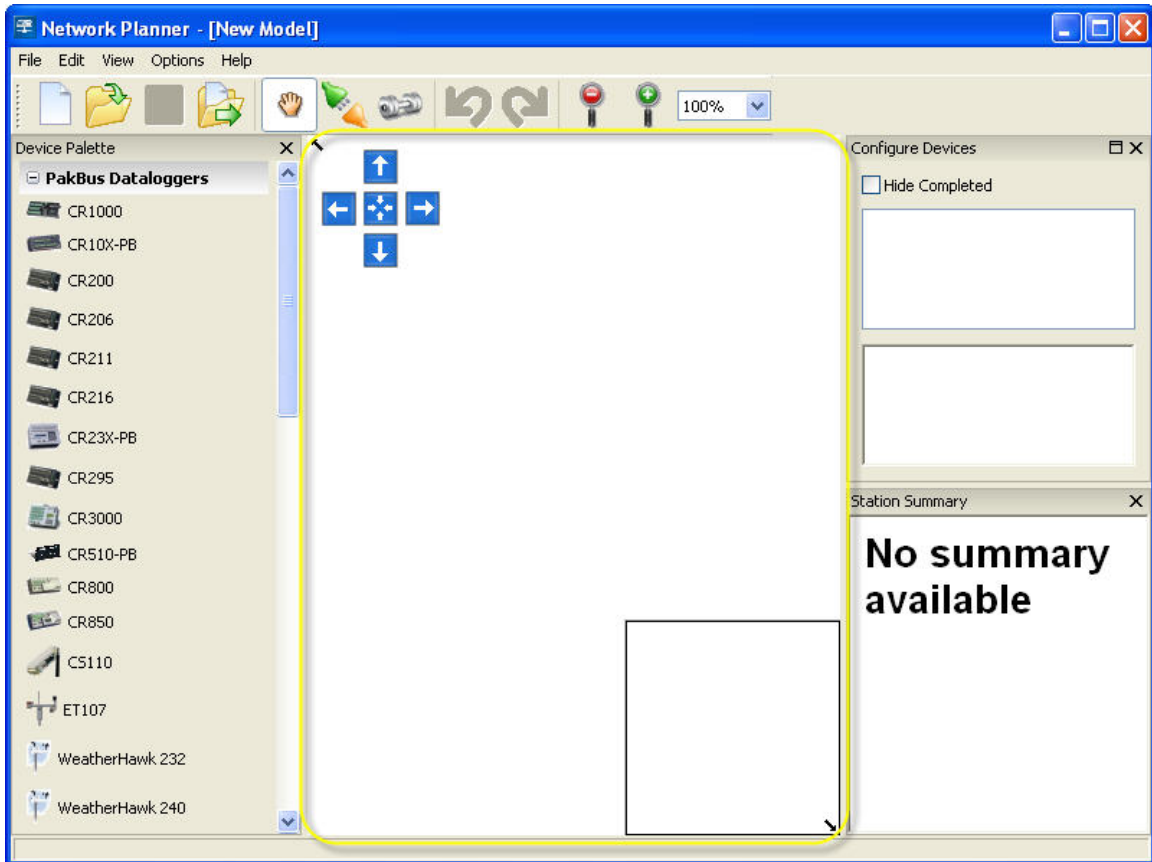 Network Planner - [New Model]
File Edit View Options Help
100%
Device Palette
PakBus Dataloggers
CR1000
CR10X-PB
CR200
CR206
CR211
CR216
CR23X-PB
CR295
CR3000
CR510-PB
CR800
CR850
CS110
ET107
WeatherHawk 232
WeatherHawk 240
Configure Devices
Hide Completed
Station Summary
No summary
available